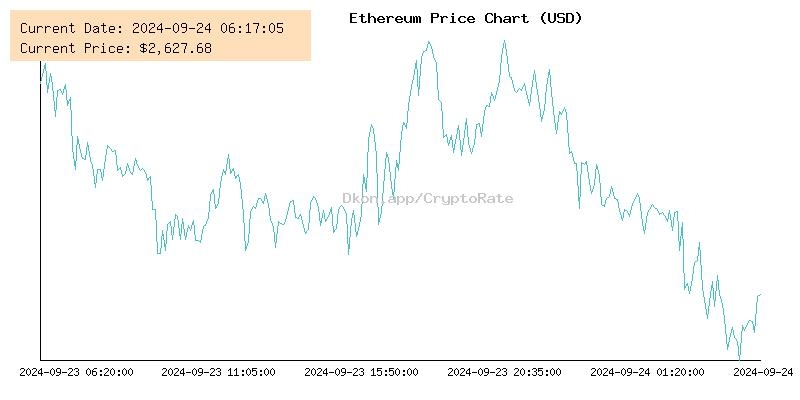 Ethereum Price Chart (USD)
Current Date: 2024-09-24 06:17:05
Current Price: $2,627.68
Dkon.app/CryptoRate
2024-09-23 06:20:00 2024-09-23 11:05:00 2024-09-23 15:50:00 2024-09-23 20:35:00 2024-09-24 01:20:00 2024-09-24